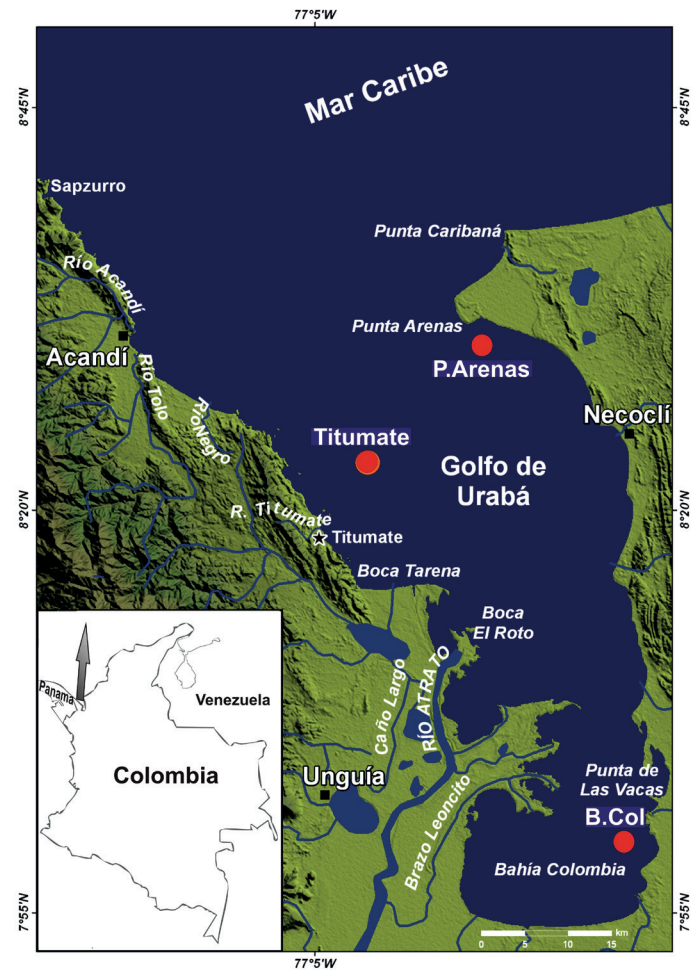 77°5'W
8°45'N
8°45'N
Mar Caribe
Sapzurro
Punta Caribaná
Río Acandí
Punta Arenas
Acandí
P.Arenas
Río Tolo
RíoNegro
Necoclí
Titumate
Golfo de
Urabá
8°20'N
8°20'N
R. Titumate
Titumate
Boca Tarena
Boca
El Roto
Caño Largo
RÍO ATRATO
Panama
Venezuela
Colombia
Unguía
Brazo Leoncito
Punta de
Las Vacas
B.Col
Bahía Colombia
7°55'N
7°55'N
km
0 5 10 15
77°5'W